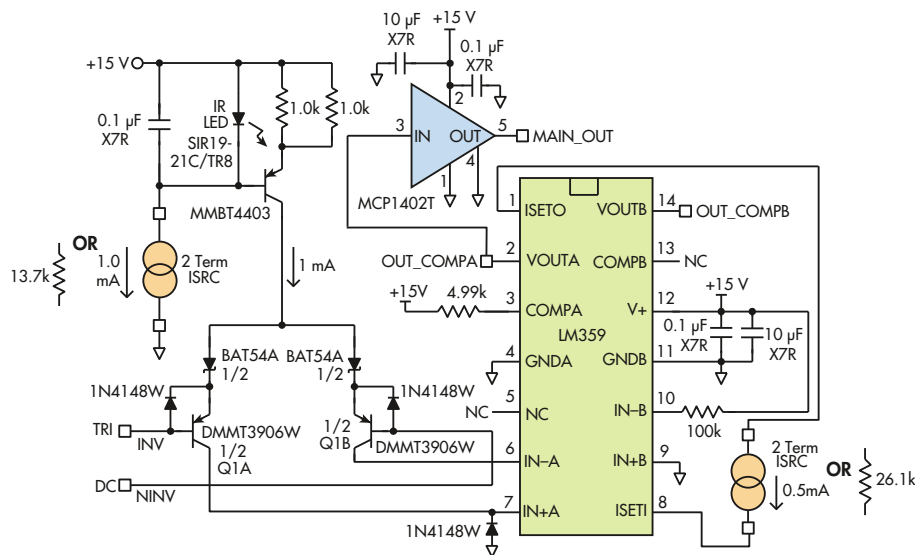 10 µF
X7R
+15 V
0.1 µF
X7R
+15 V
0.1 µF
X7R
IR
LED
SIR19-
21C/TR8
1.0k
1.0k
MMBT4403
2
3
IN
OUT
5
MAIN_OUT
4
1
MCP1402T
13.7k
OR
1.0
mA
2 Term
ISRC
1 mA
OUT_COMPA
+15V
4.99k
1
ISETO
VOUTB
14
OUT_COMPB
2
VOUTA
COMPB
13
NC
3
COMPA
V+
12
+15 V
LM359
0.1 µF
X7R
10 µF
X7R
4
GNDA
GNDB
11
5
NC
NC
IN–B
10
100k
6
IN–A
IN+B
9
7
IN+A
ISETI
8
2 Term
ISRC
0.5mA
OR
26.1k
BAT54A
1/2
BAT54A
1/2
1N4148W
1N4148W
TRI
INV
DMMT3906W
1/2
Q1A
1/2
Q1B
DMMT3906W
DC
NINV
1N4148W